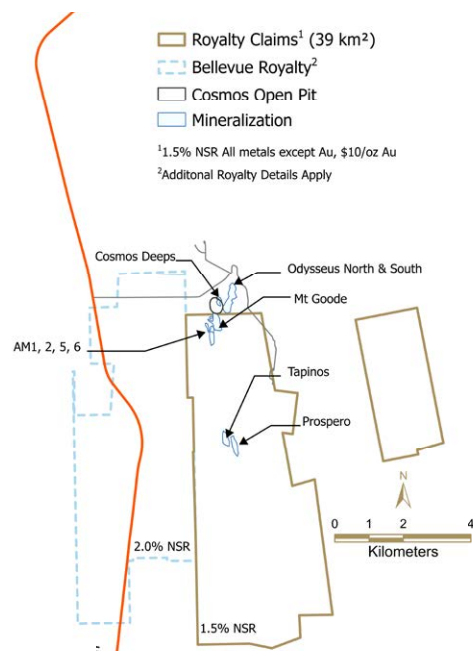 Royalty Claims¹ (39 km²)
Bellevue Royalty²
Cosmos Open Pit
Mineralization
¹1.5% NSR All metals except Au, $10/oz Au
²Additonal Royalty Details Apply
Cosmos Deeps
Odysseus North & South
Mt Goode
AM1, 2, 5, 6
Tapinos
Prospero
N
0 1 2 4
Kilometers
2.0% NSR
1.5% NSR